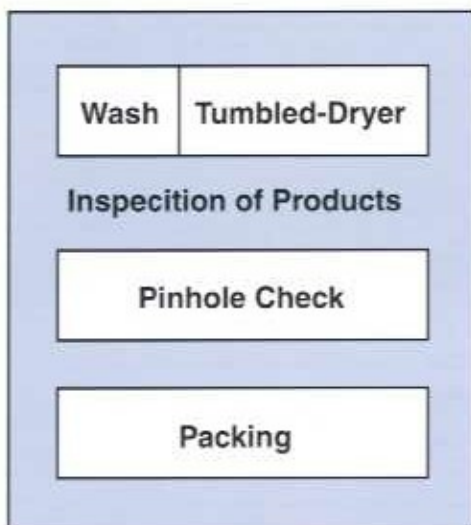 Wash Tumbled-Dryer
Inspecition of Products
Pinhole Check
Packing